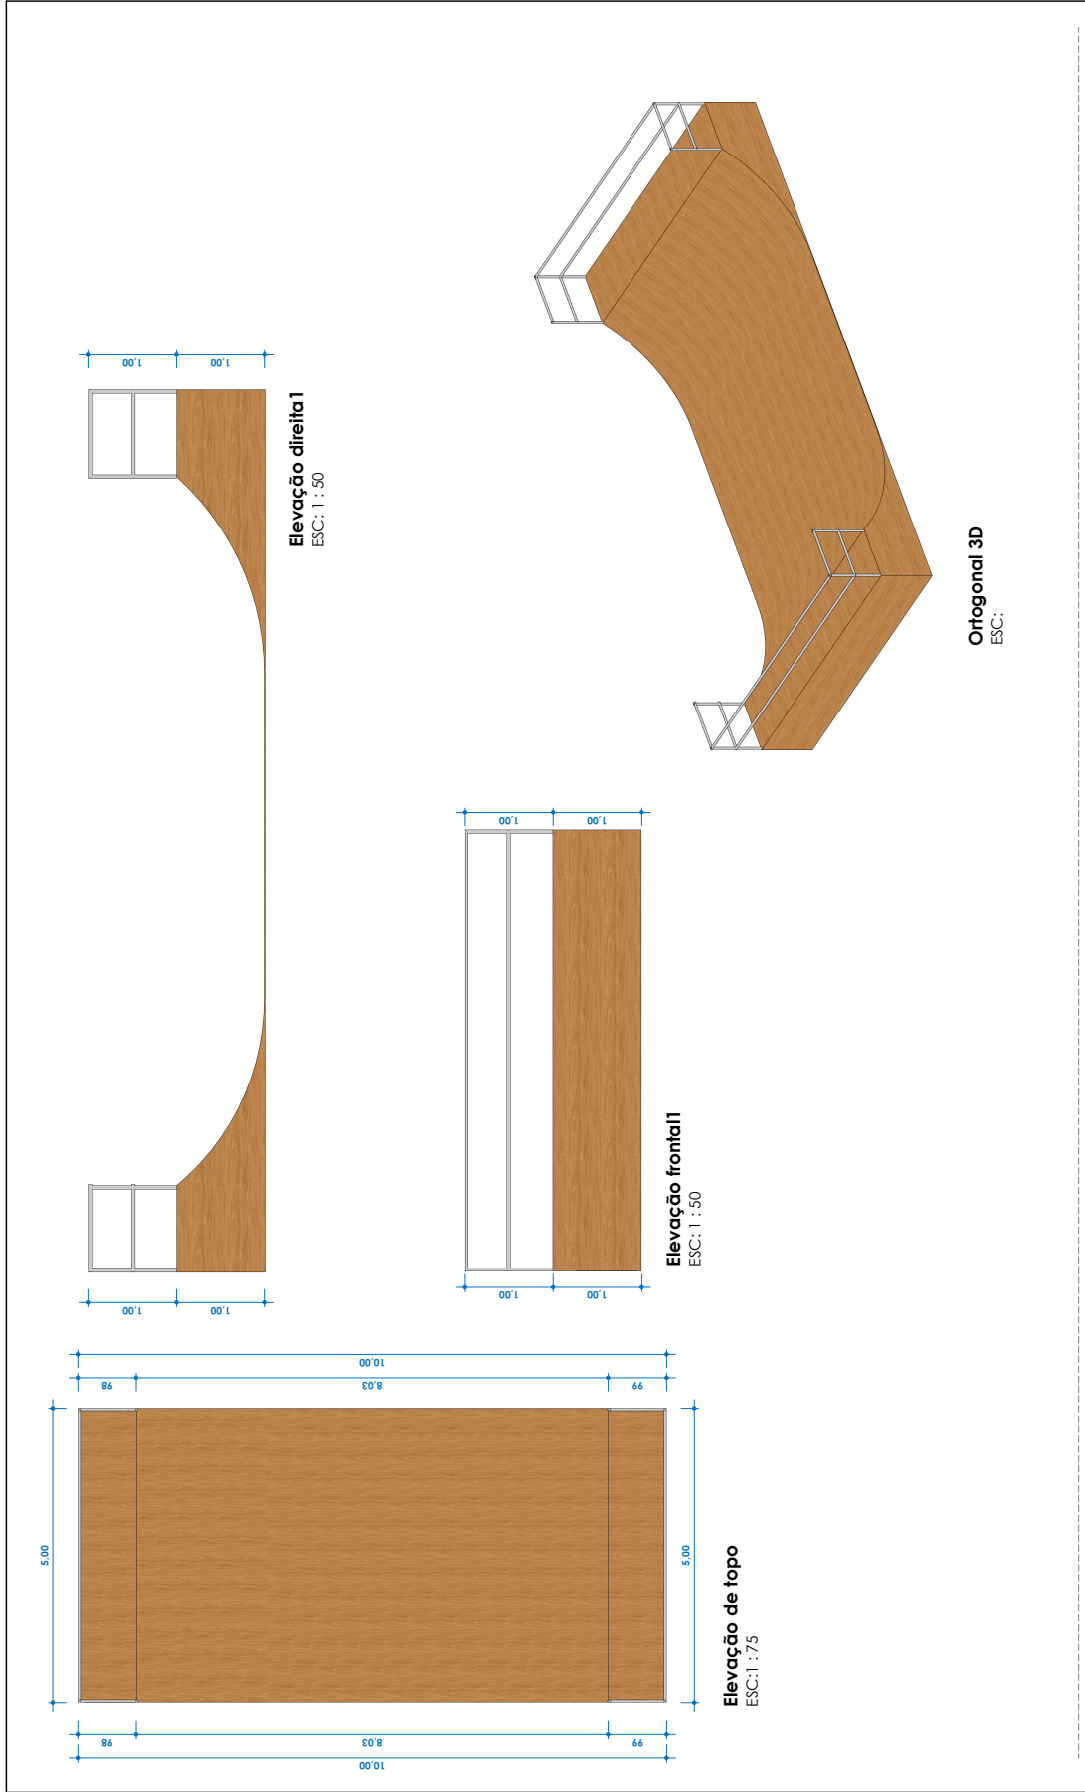 1,00
1,00
1,00
1,00
Elevação direita1
ESC: 1 : 50
1,00
1,00
1,00
1,00
Elevação frontal1
ESC: 1 : 50
Ortogonal 3D
ESC:
5,00
98
8,03
99
10,00
98
8,03
99
10,00
5,00
Elevação de topo
ESC:1 : 75